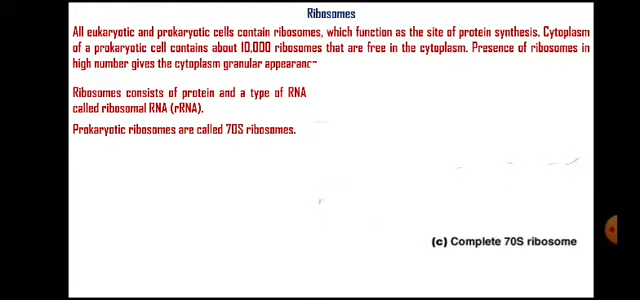 Ribosomes
All eukaryotic and prokaryotic cells contain ribosomes, which function as the site of protein synthesis. Cytoplasm
of a prokaryotic cell contains about 10,000 ribosomes that are free in the cytoplasm. Presence of ribosomes in
high number gives the cytoplasm granular appearanc
Ribosomes consists of protein and a type of RNA
called ribosomal RNA (rRNA).
Prokaryotic ribosomes are called 70S ribosomes.
(c) Complete 70S ribosome